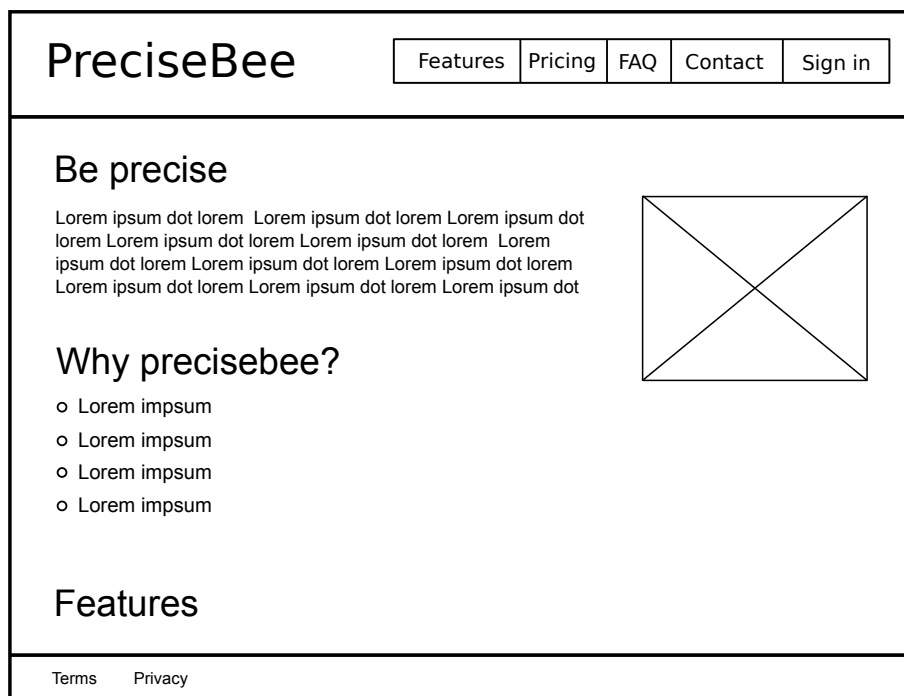 PreciseBee
Features Pricing FAQ Contact Sign in
Be precise
Lorem ipsum dot lorem  Lorem ipsum dot lorem Lorem ipsum dot
lorem Lorem ipsum dot lorem Lorem ipsum dot lorem  Lorem
ipsum dot lorem Lorem ipsum dot lorem Lorem ipsum dot lorem
Lorem ipsum dot lorem Lorem ipsum dot lorem Lorem ipsum dot
Why precisebee?
Lorem impsum
Lorem impsum
Lorem impsum
Lorem impsum
Features
Terms Privacy